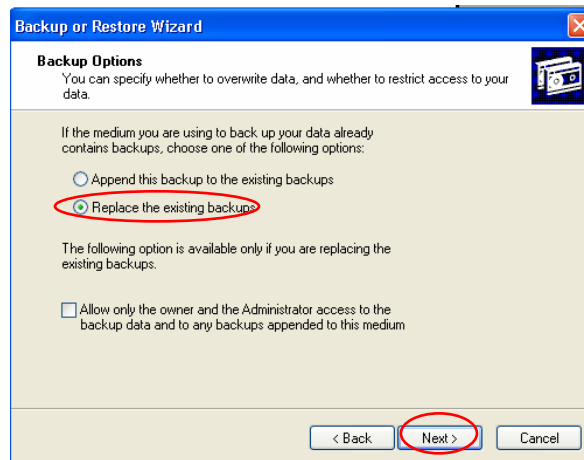 Backup or Restore Wizard
Backup Options
You can specify whether to overwrite data, and whether to restrict access to your
data.
If the medium you are using to back up your data already
contains backups, choose one of the following options:
Append this backup to the existing backups
Replace the existing backups
The following option is available only if you are replacing the
existing backups.
Allow only the owner and the Administrator access to the
backup data and to any backups appended to this medium
< Back
Next >
Cancel